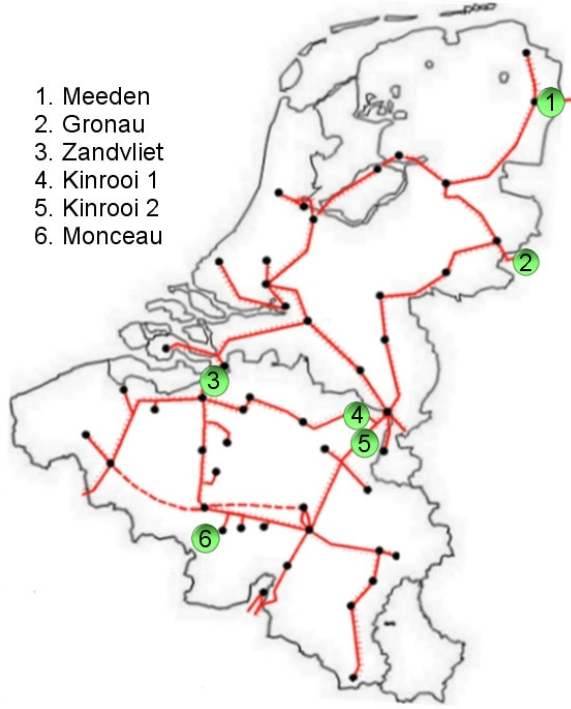 1. Meeden
2. Gronau
3. Zandvliet
4. Kinrooi 1
5. Kinrooi 2
6. Monceau
1
2
3
4
5
6